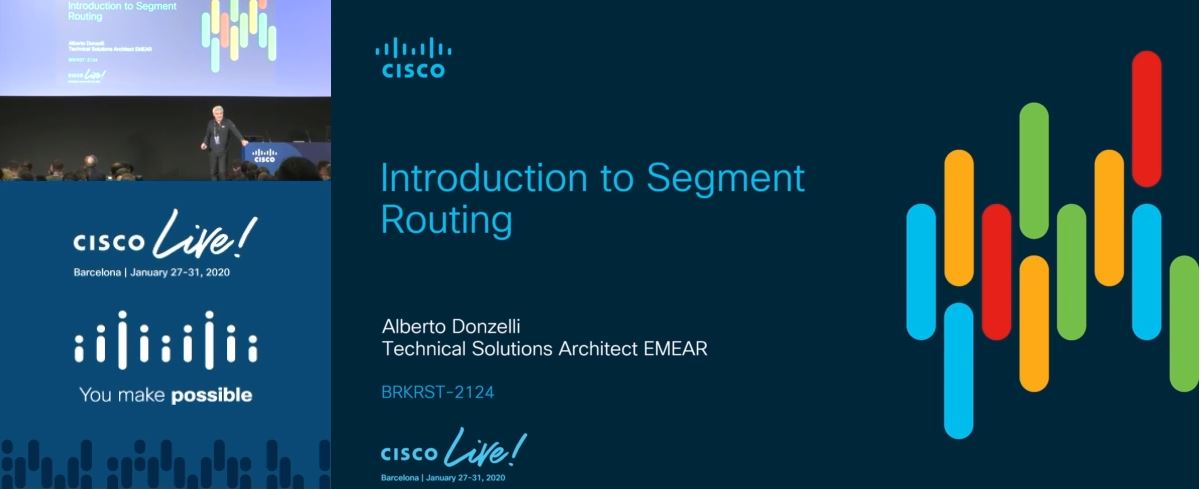 Introduction to Segment
Routing
Alberto Donzelli
Technical Solutions Architect EMEAR
BRKRST-2124
CISCO Live!
CISCO
CISCO Live!
Barcelona | January 27-31, 2020
You make possible
CISCO
Introduction to Segment
Routing
Alberto Donzelli
Technical Solutions Architect EMEAR
BRKRST-2124
CISCO Live!
Barcelona | January 27-31, 2020